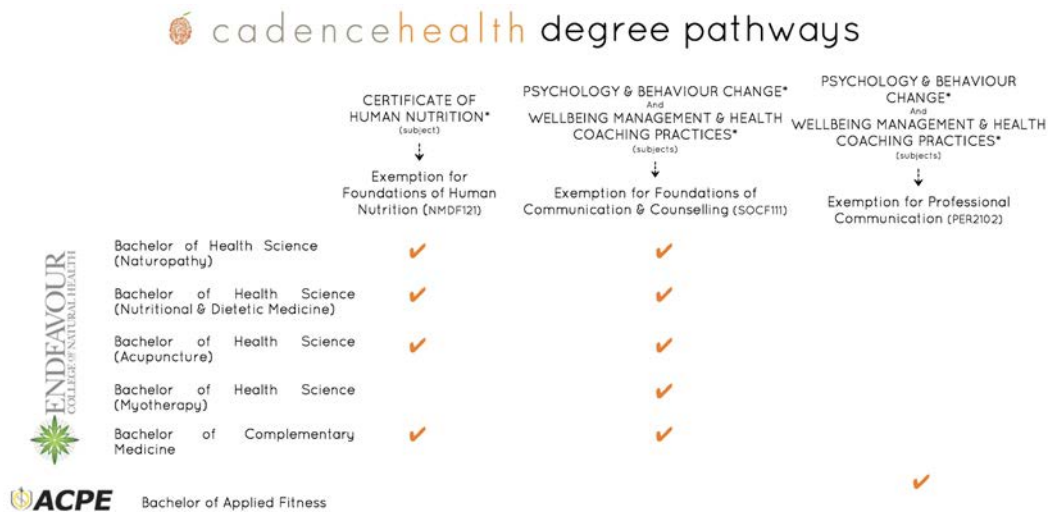 cadencehealth degree pathways
CERTIFICATE OF
HUMAN NUTRITION*
(subject)
Exemption for
Foundations of Human
Nutrition (NMDF121)
PSYCHOLOGY & BEHAVIOUR CHANGE*
And
WELLBEING MANAGEMENT & HEALTH
COACHING PRACTICES*
(subjects)
Exemption for Foundations of
Communication & Counselling (SOCF111)
PSYCHOLOGY & BEHAVIOUR
CHANGE*
And
WELLBEING MANAGEMENT & HEALTH
COACHING PRACTICES*
(subjects)
Exemption for Professional
Communication (PER2102)
ENDEAVOUR
COLLEGE OF NATURAL HEALTH
Bachelor of Health Science
(Naturopathy)
Bachelor of Health Science
(Nutritional & Dietetic Medicine)
Bachelor of Health Science
(Acupuncture)
Bachelor of Health Science
(Myotherapy)
Bachelor of Complementary
Medicine
ACPE
Bachelor of Applied Fitness